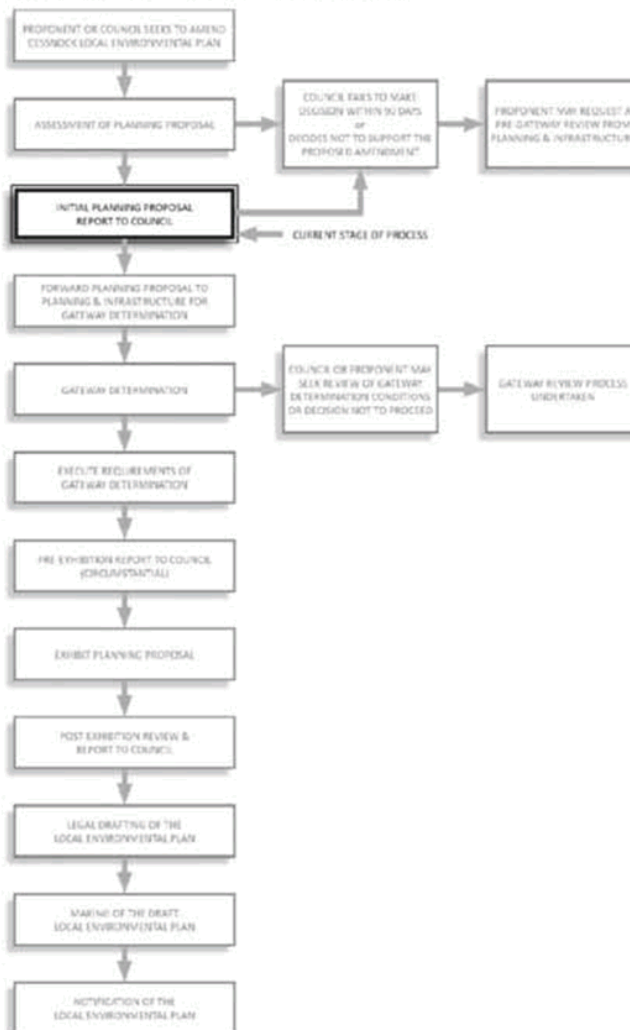 PROPONENT OR COUNCIL SEEKS TO AMEND
CESSNOCK LOCAL ENVIRONMENTAL PLAN
ASSESSMENT OF PLANNING PROPOSAL
COUNCIL FAILS TO MAKE
DECISION WITHIN 90 DAYS
or
DECIDES NOT TO SUPPORT THE
PROPOSED AMENDMENT
PROPONENT MAY REQUEST A
PRE-GATEWAY REVIEW FROM
PLANNING & INFRASTRUCTURE
INITIAL PLANNING PROPOSAL
REPORT TO COUNCIL
CURRENT STAGE OF PROCESS
FORWARD PLANNING PROPOSAL TO
PLANNING & INFRASTRUCTURE FOR
GATEWAY DETERMINATION
GATEWAY DETERMINATION
COUNCIL OR PROPONENT MAY
SEEK REVIEW OF GATEWAY
DETERMINATION CONDITIONS
OR DECISION NOT TO PROCEED
GATEWAY REVIEW PROCESS
UNDERTAKEN
EXECUTE REQUIREMENTS OF
GATEWAY DETERMINATION
PRE EXHIBITION REPORT TO COUNCIL
(CIRCUMSTANTIAL)
EXHIBIT PLANNING PROPOSAL
POST EXHIBITION REVIEW &
REPORT TO COUNCIL
LEGAL DRAFTING OF THE
LOCAL ENVIRONMENTAL PLAN
MAKING OF THE DRAFT
LOCAL ENVIRONMENTAL PLAN
NOTIFICATION OF THE
LOCAL ENVIRONMENTAL PLAN